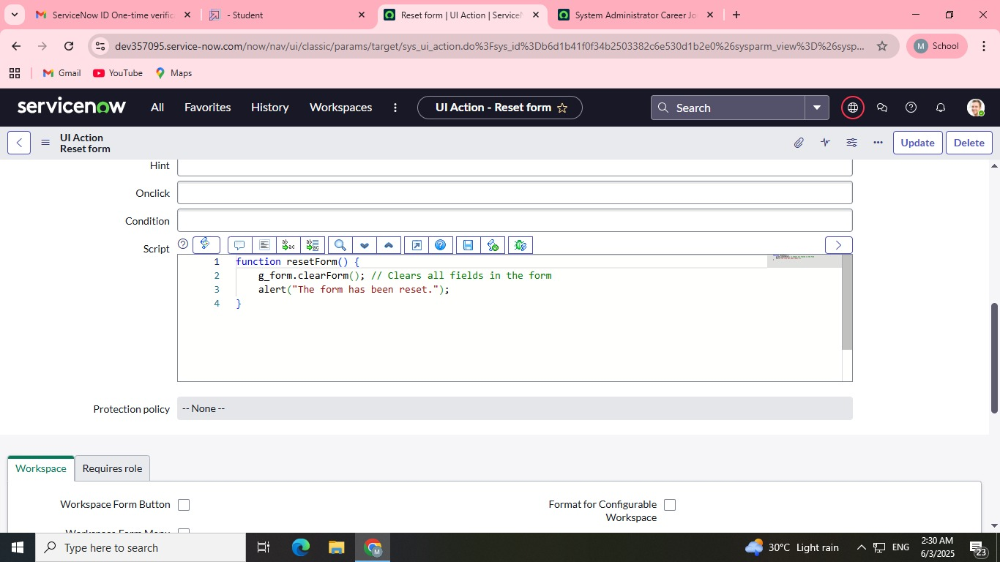 ServiceNow ID One-time verific
- Student
Reset form | UI Action | ServiceN
System Administrator Career Jo
dev357095.service-now.com/now/nav/ui/classic/params/target/sys_ui_action.do%3Fsys_id%3Db6d1b41f0f34b2503382c6e530d1b2e0%26sysparm_view%3D%26sysp...
M School
Gmail
YouTube
Maps
servicenow
All
Favorites
History
Workspaces
UI Action - Reset form
Search
UI Action
Reset form
Update
Delete
Hint
Onclick
Condition
Script
1 function resetForm() {
2 g_form.clearForm(); // Clears all fields in the form
3 alert("The form has been reset.");
4 }
Protection policy
-- None --
Workspace
Requires role
Workspace Form Button
Format for Configurable
Workspace
Workspace Form Menu
Type here to search
M
30°C Light rain
ENG
2:30 AM
6/3/2025
23